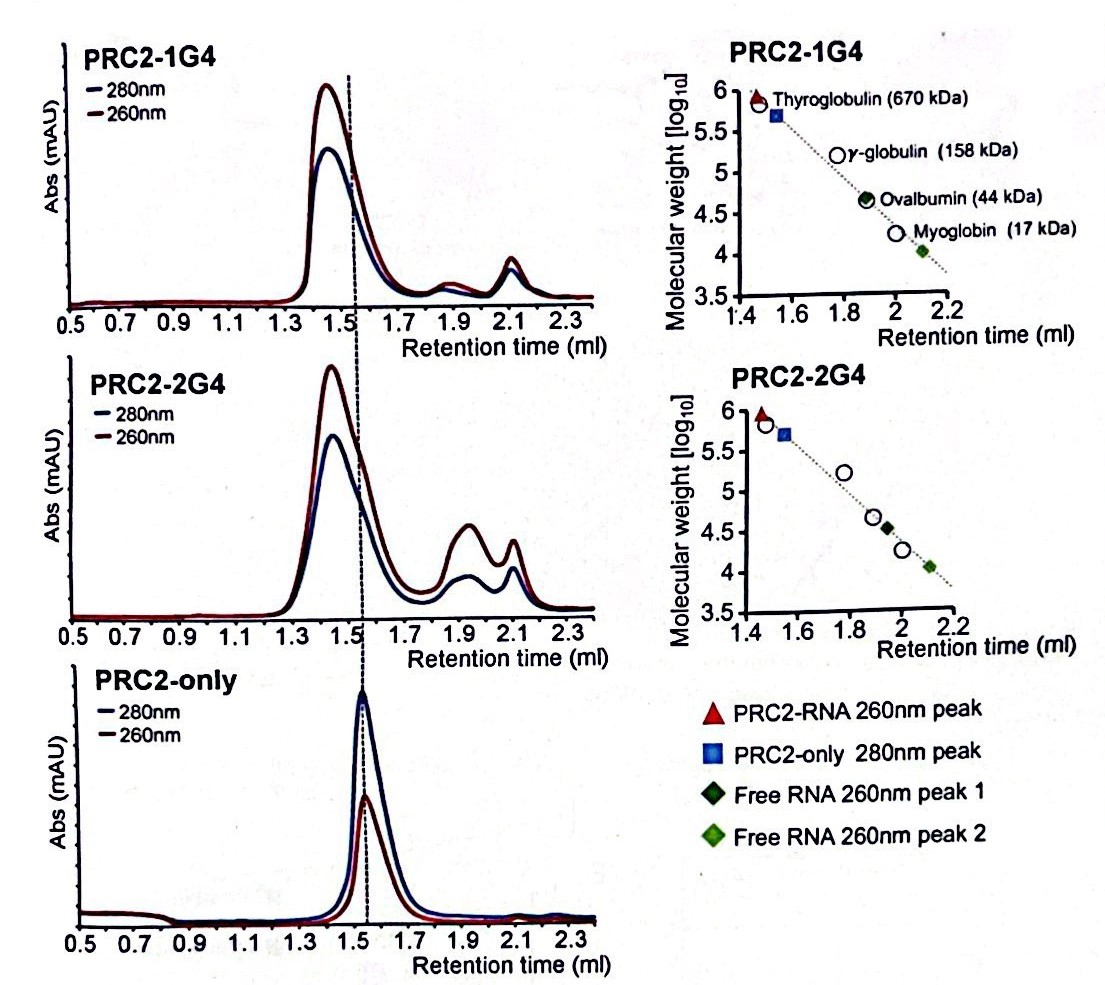 PRC2-1G4
280nm
260nm
Abs (mAU)
0.5 0.7 0.9 1.1 1.3 1.5 1.7 1.9 2.1 2.3
Retention time (ml)
PRC2-2G4
280nm
260nm
Abs (mAU)
0.5 0.7 0.9 1.1 1.3 1.5 1.7 1.9 2.1 2.3
Retention time (ml)
PRC2-only
280nm
260nm
Abs (mAU)
0.5 0.7 0.9 1.1 1.3 1.5 1.7 1.9 2.1 2.3
Retention time (ml)
PRC2-1G4
Molecular weight [log10]
6
5.5
5
4.5
4
3.5
Thyroglobulin (670 kDa)
γ-globulin (158 kDa)
Ovalbumin (44 kDa)
Myoglobin (17 kDa)
1.4 1.6 1.8 2 2.2
Retention time (ml)
PRC2-2G4
Molecular weight [log10]
6
5.5
5
4.5
4
3.5
1.4 1.6 1.8 2 2.2
Retention time (ml)
PRC2-RNA 260nm peak
PRC2-only 280nm peak
Free RNA 260nm peak 1
Free RNA 260nm peak 2